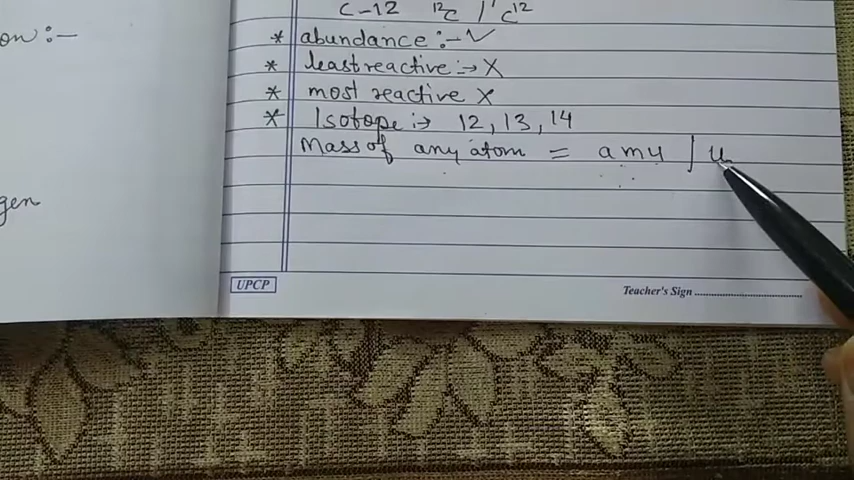 on :-
gen
C-12 ¹²C / C¹²
* abundance :- ✓
* least reactive :→ X
* most reactive X
* Isotope :→ 12, 13, 14
Mass of any atom = amu / u
UPCP
Teacher's Sign